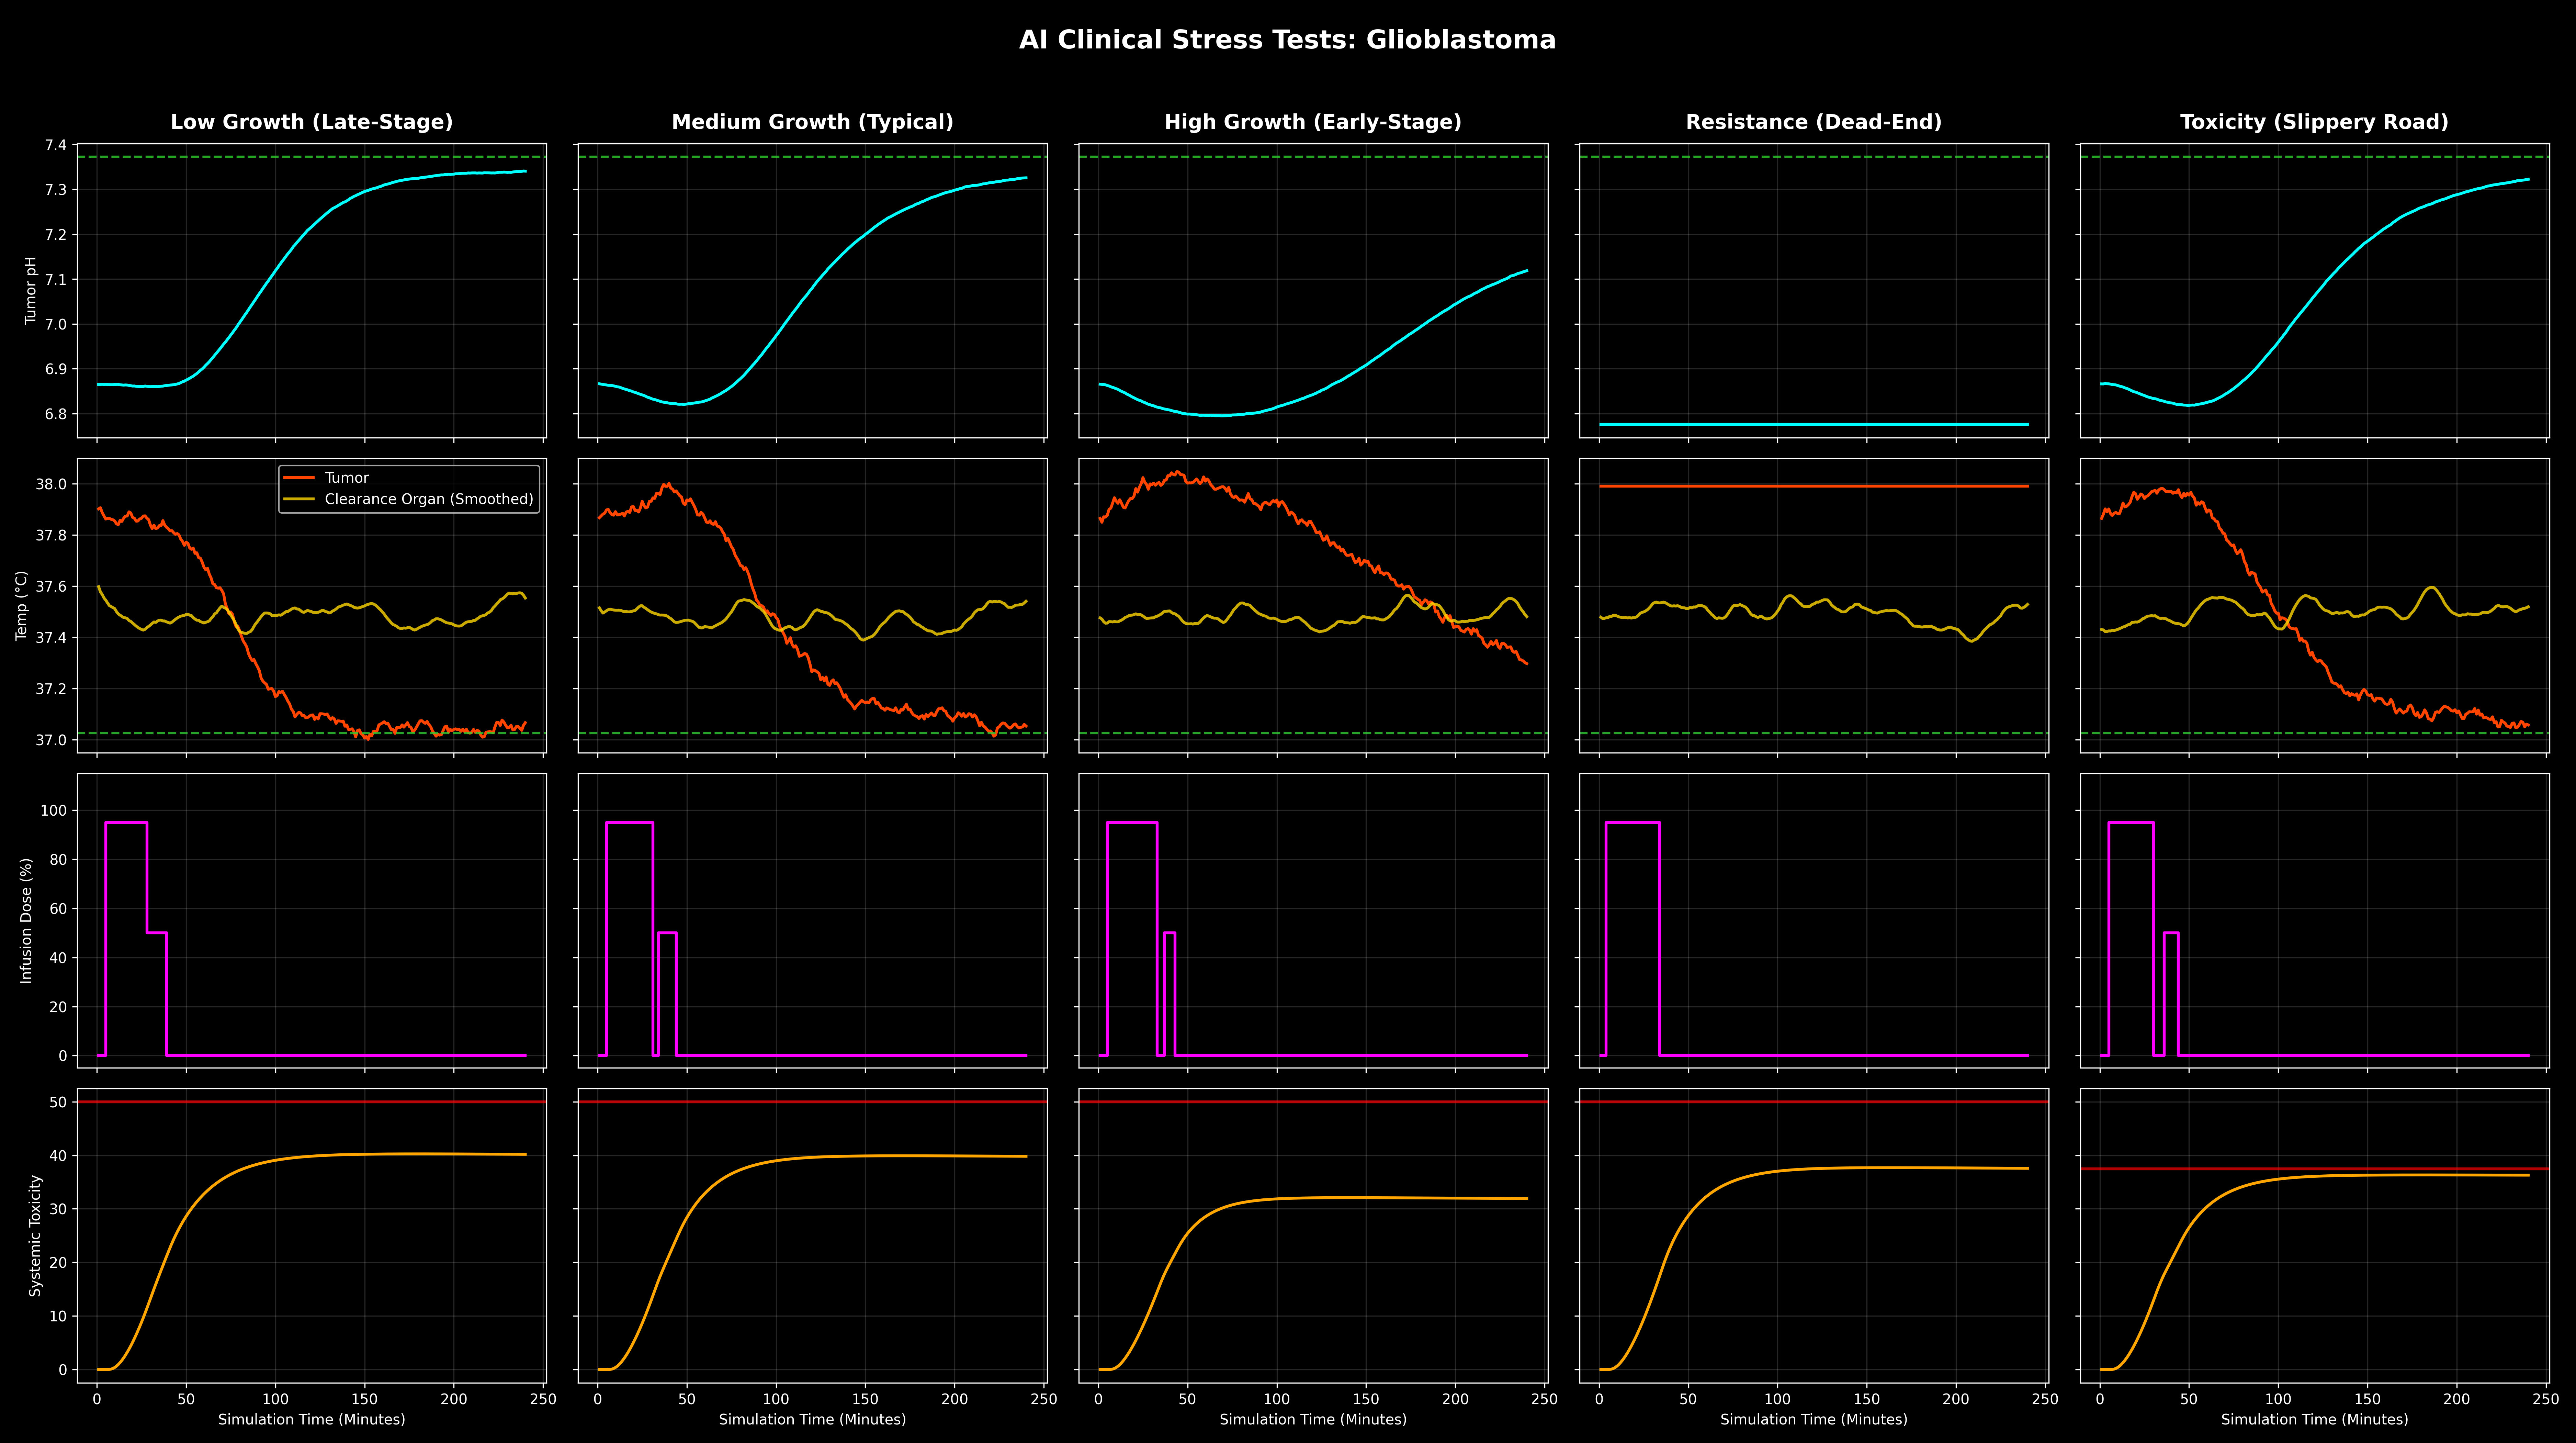 AI Clinical Stress Tests: Glioblastoma
Low Growth (Late-Stage)
Medium Growth (Typical)
High Growth (Early-Stage)
Resistance (Dead-End)
Toxicity (Slippery Road)
Tumor pH
7.4
7.3
7.2
7.1
7.0
6.9
6.8
Temp (°C)
38.0
37.8
37.6
37.4
37.2
37.0
Tumor
Clearance Organ (Smoothed)
Infusion Dose (%)
100
80
60
40
20
0
Systemic Toxicity
50
40
30
20
10
0
0 50 100 150 200 250
0 50 100 150 200 250
0 50 100 150 200 250
0 50 100 150 200 250
0 50 100 150 200 250
Simulation Time (Minutes)
Simulation Time (Minutes)
Simulation Time (Minutes)
Simulation Time (Minutes)
Simulation Time (Minutes)